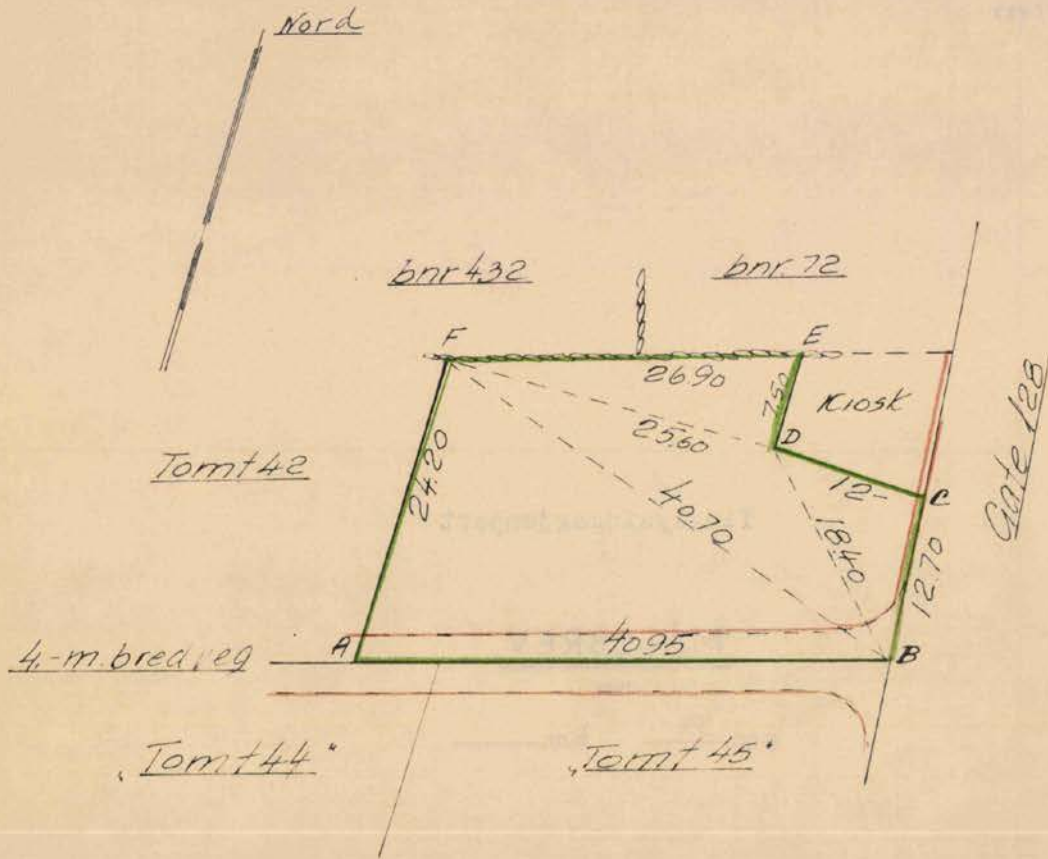 Nord
bnr 432
bnr. 72
F
E
26.90
7.50
Kiosk
25.60
D
Tomt 42
24.20
12-
C
40.70
Gate 128
18.40
12.70
4.-m. bred veg
A
4095
B
"Tomt 44"
"Tomt 45"